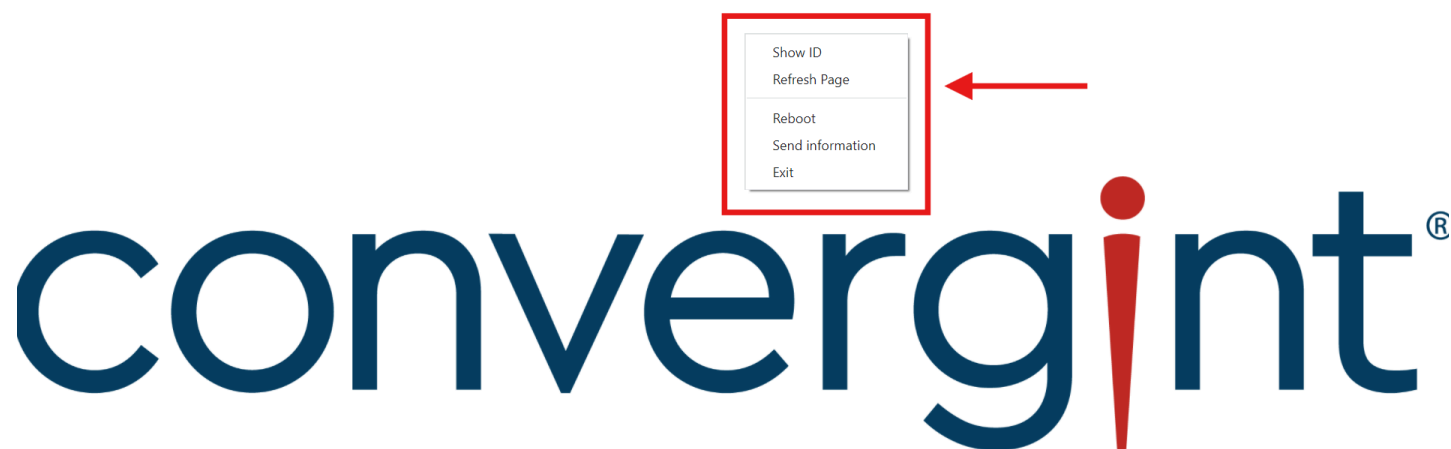 Show ID
Refresh Page
Reboot
Send information
Exit
convergint®